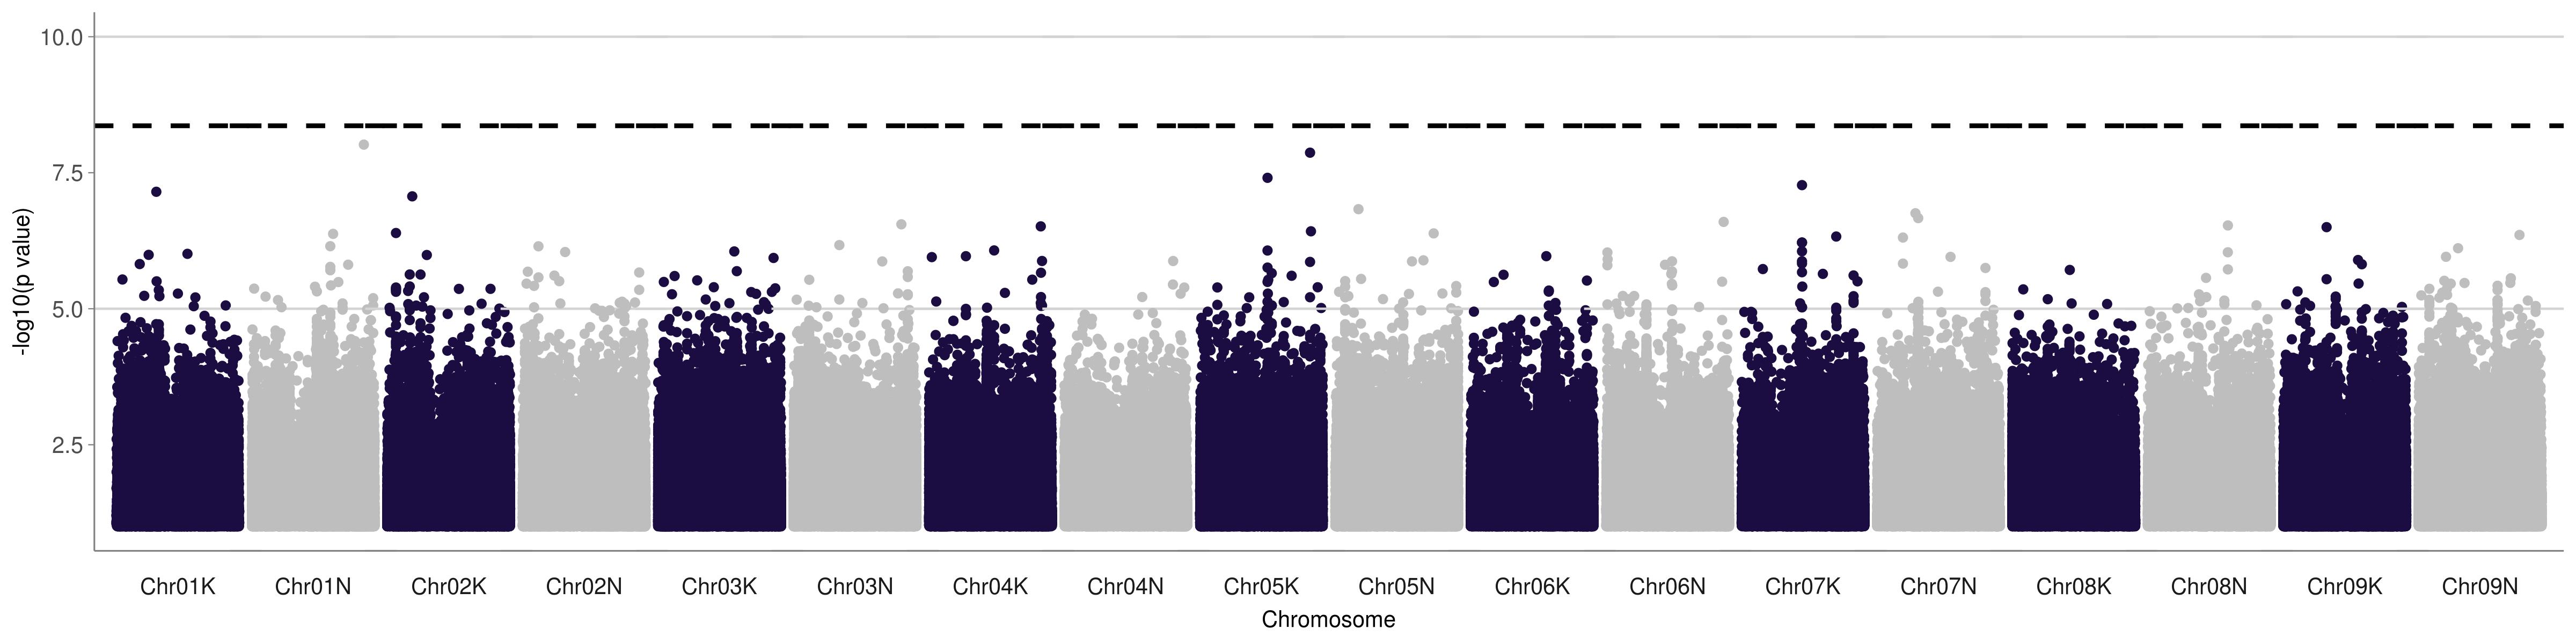 -log10(p value)
10.0
7.5
5.0
2.5
Chr01K Chr01N Chr02K Chr02N Chr03K Chr03N Chr04K Chr04N Chr05K Chr05N Chr06K Chr06N Chr07K Chr07N Chr08K Chr08N Chr09K Chr09N
Chromosome